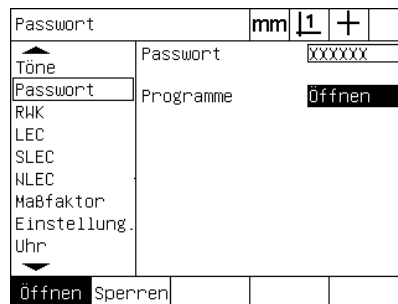 Passwort mm 1
Töne
Passwort
RWK
LEC
SLEC
NLEC
Maßfaktor
Einstellung.
Uhr
Passwort XXXXXX
Programme Öffnen
Öffnen Sperren